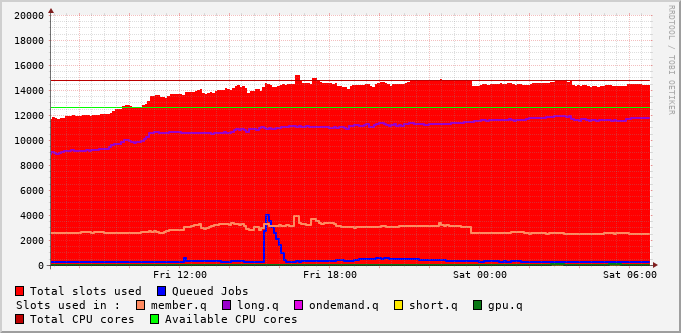 20000
18000
16000
14000
12000
10000
8000
6000
4000
2000
0
Fri 12:00 Fri 18:00 Sat 00:00 Sat 06:00
RRDTOOL / TOBI OETIKER
Total slots used Queued Jobs
Slots used in : member.q long.q ondemand.q short.q gpu.q
Total CPU cores Available CPU cores